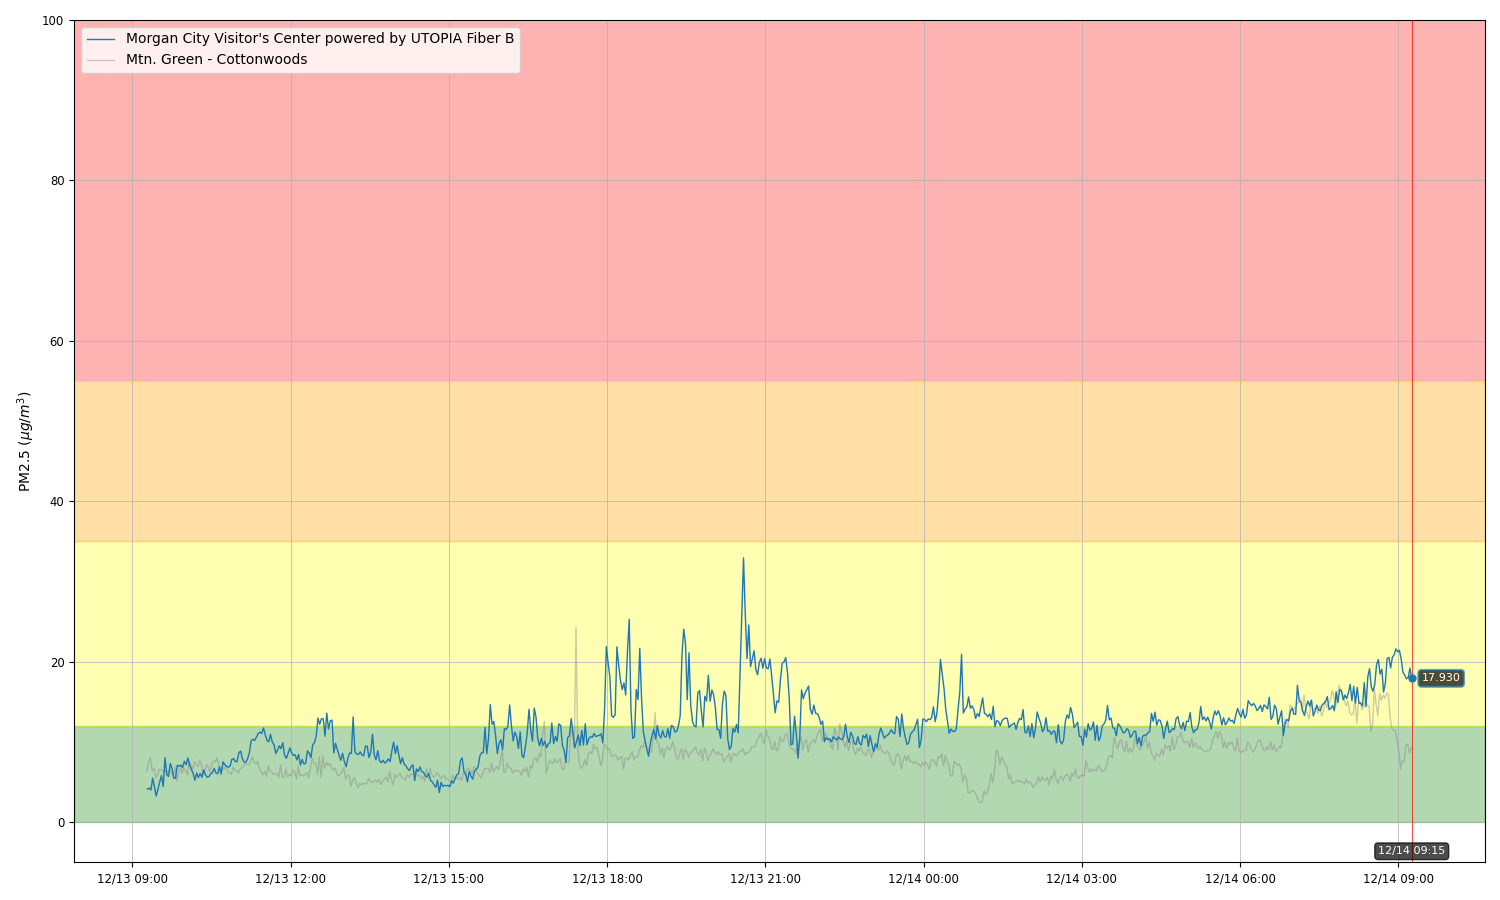 100
80
60
40
20
0
PM2.5 (μg/m³)
Morgan City Visitor's Center powered by UTOPIA Fiber B
Mtn. Green - Cottonwoods
17.930
12/14 09:15
12/13 09:00 12/13 12:00 12/13 15:00 12/13 18:00 12/13 21:00 12/14 00:00 12/14 03:00 12/14 06:00 12/14 09:00